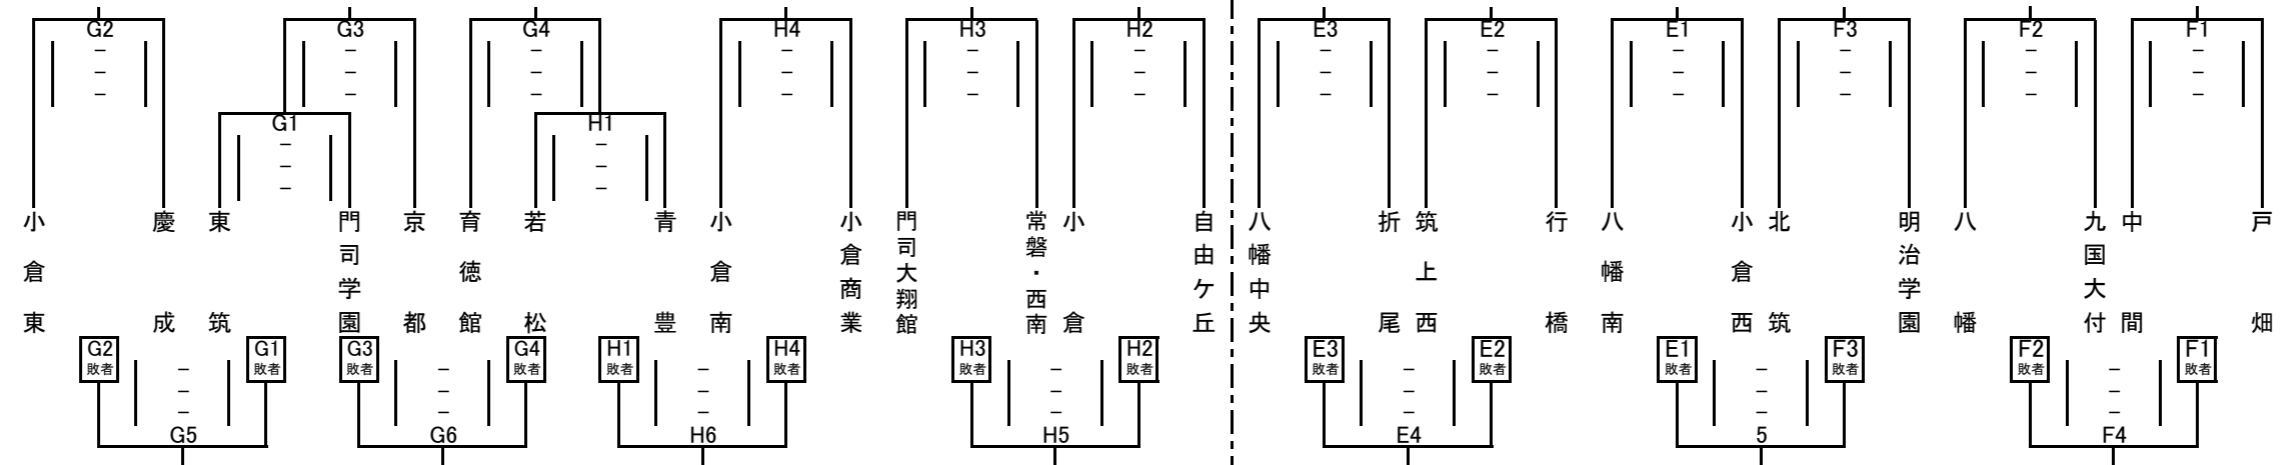 G2 G3 G4 H4 H3 H2 E3 E2 E1 F3 F2 F1
– – – – – – – – – – – –
– – – – – – – – – – – –
– – – – – – – – – – – –
G1 H1
– –
– –
– –
小倉東
慶成
東筑
門司学園
京都
育徳館
若松
青豊
小倉南
小倉商業
門司大翔館
常磐・西南
小倉
自由ケ丘
八幡中央
折尾
筑上西
行橋
八幡南
小倉西
北筑
明治学園
八幡
九国大付
中間
戸畑
G2 G1 G3 G4 H1 H4 H3 H2 E3 E2 E1 F3 F2 F1
敗者 敗者 敗者 敗者 敗者 敗者 敗者 敗者 敗者 敗者 敗者 敗者 敗者 敗者
– – – – – – –
– – – – – – –
– – – – – – –
G5 G6 H6 H5 E4 5 F4